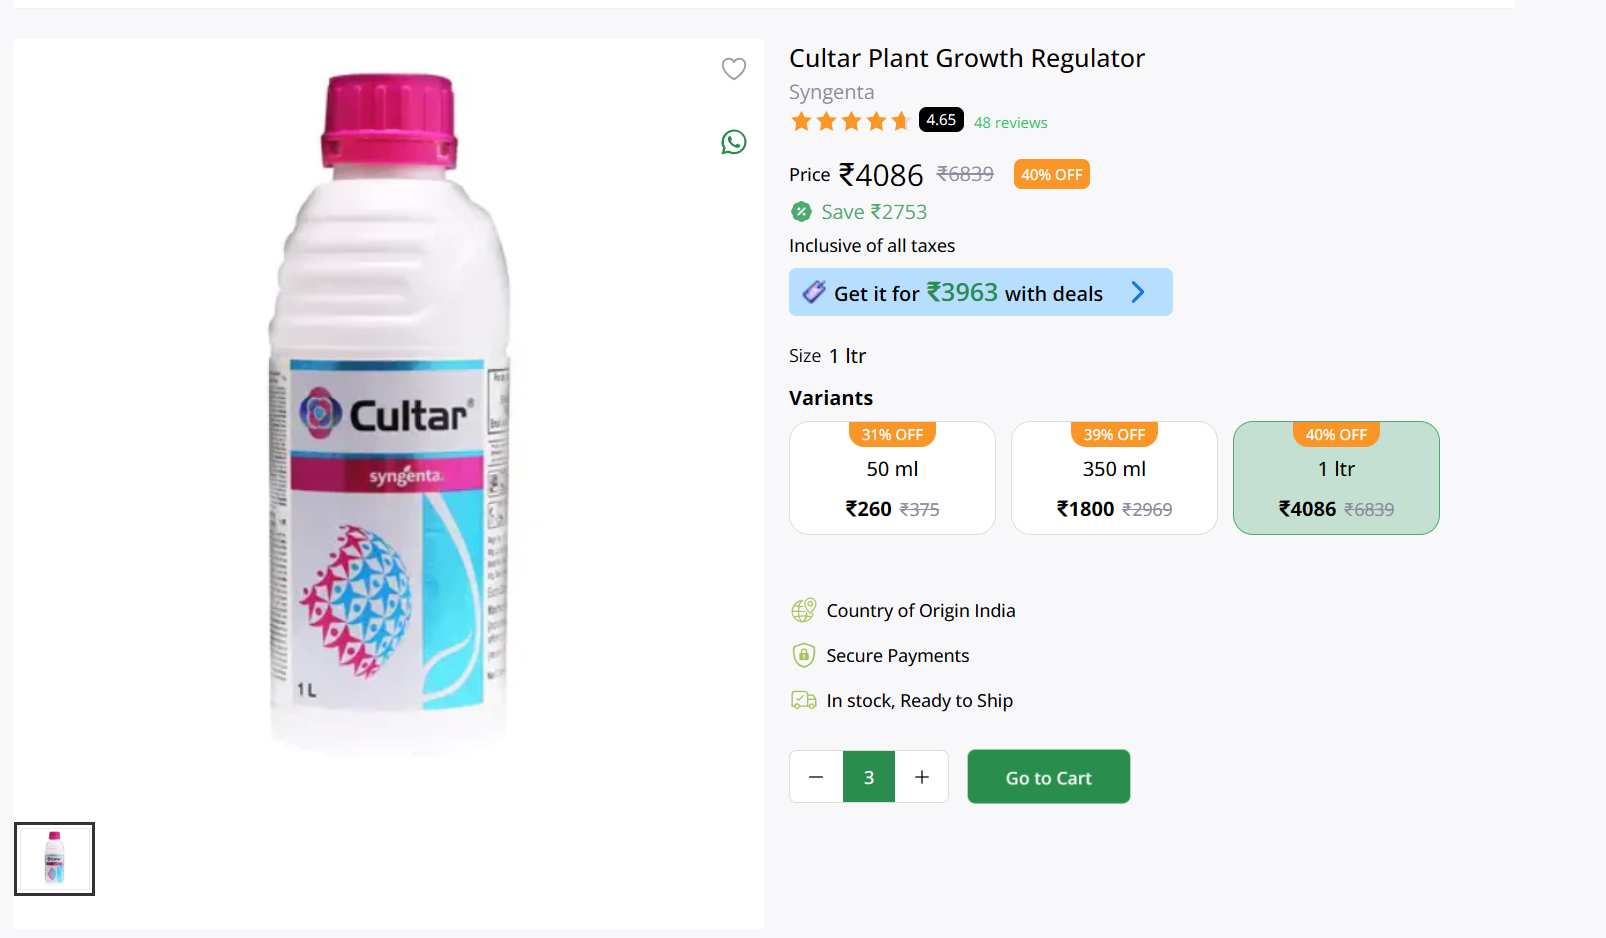 Cultar®
syngenta.
1 L
Cultar Plant Growth Regulator
Syngenta
4.65 48 reviews
Price ₹4086 ₹6839 40% OFF
Save ₹2753
Inclusive of all taxes
Get it for ₹3963 with deals
Size 1 ltr
Variants
31% OFF 39% OFF 40% OFF
50 ml 350 ml 1 ltr
₹260 ₹375 ₹1800 ₹2969 ₹4086 ₹6839
Country of Origin India
Secure Payments
In stock, Ready to Ship
3 Go to Cart